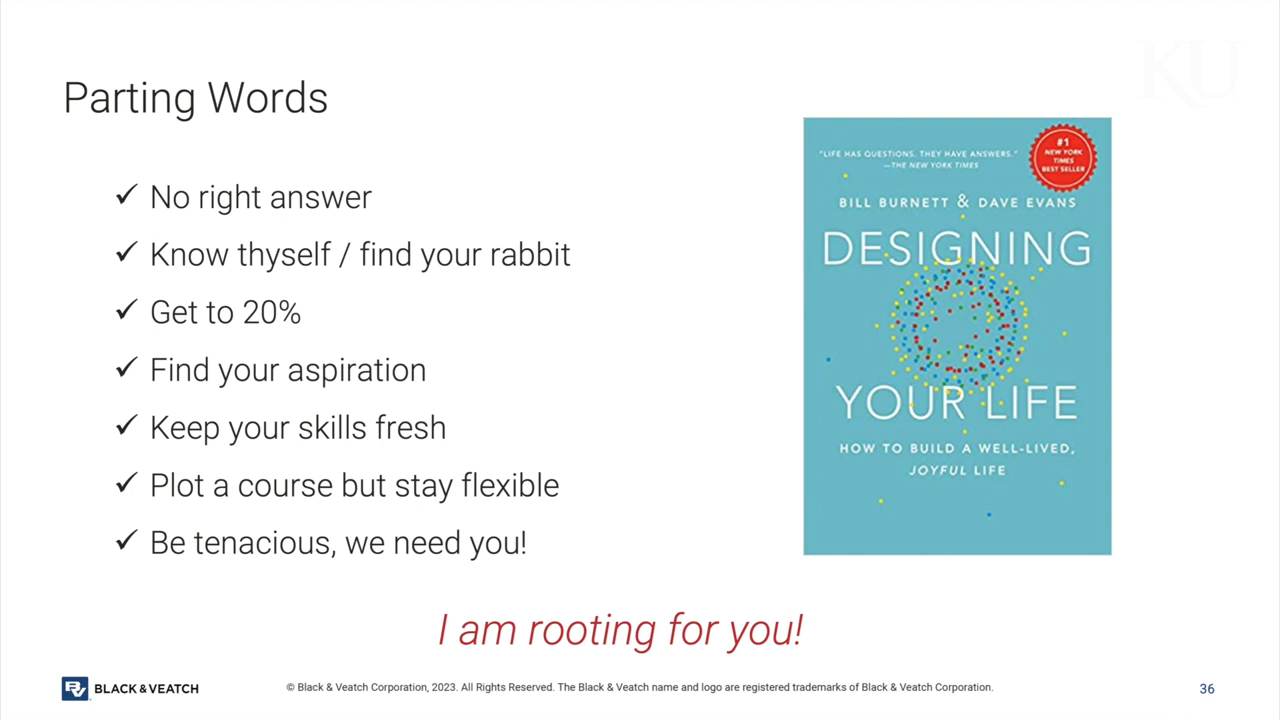 KU
Parting Words
✓ No right answer
✓ Know thyself / find your rabbit
✓ Get to 20%
✓ Find your aspiration
✓ Keep your skills fresh
✓ Plot a course but stay flexible
✓ Be tenacious, we need you!
"LIFE HAS QUESTIONS. THEY HAVE ANSWERS."
—THE NEW YORK TIMES
#1
NEW YORK
TIMES
BEST SELLER
BILL BURNETT & DAVE EVANS
DESIGNING
YOUR LIFE
HOW TO BUILD A WELL-LIVED,
JOYFUL LIFE
I am rooting for you!
BV BLACK & VEATCH
© Black & Veatch Corporation, 2023. All Rights Reserved. The Black & Veatch name and logo are registered trademarks of Black & Veatch Corporation.
36